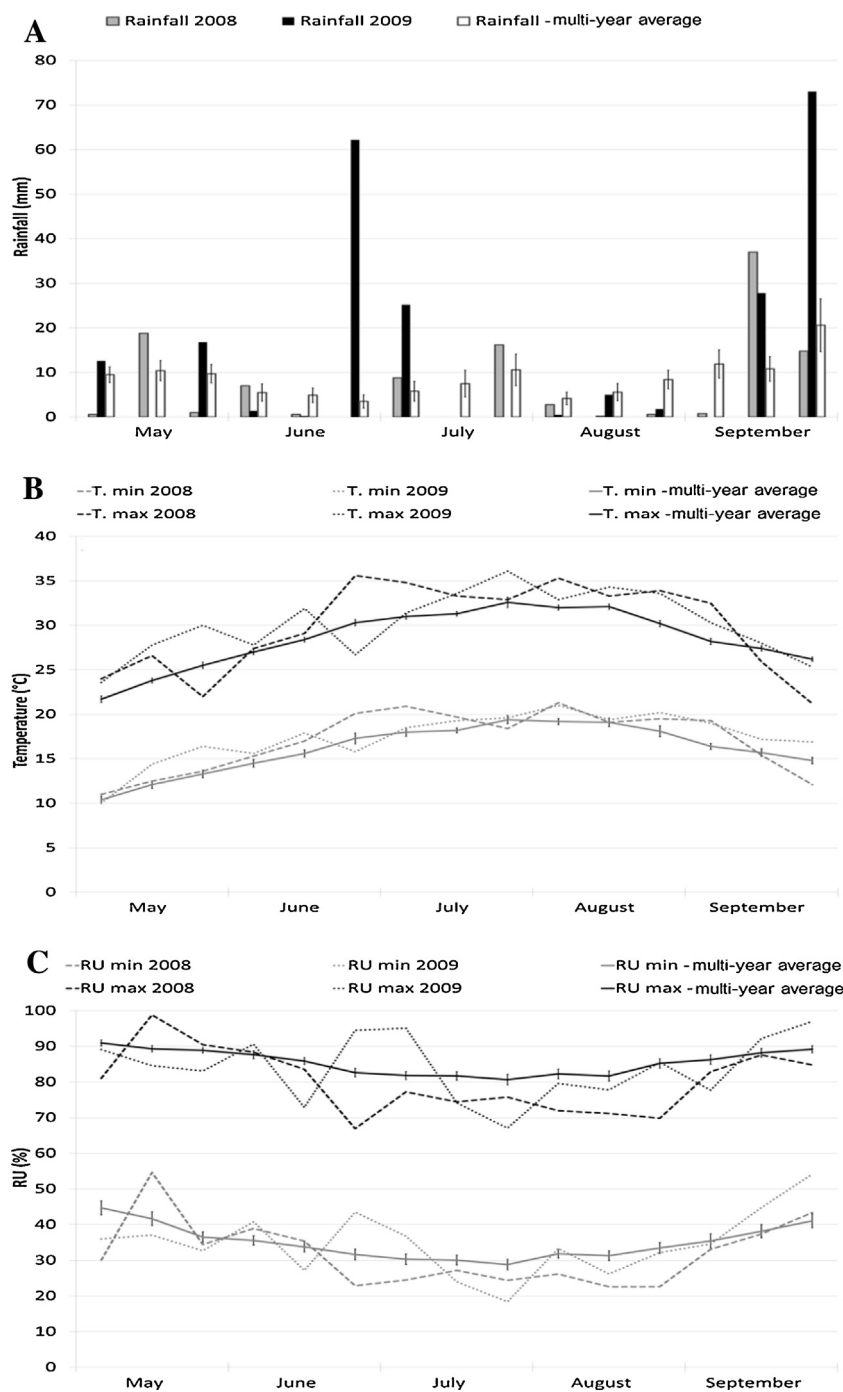 A
Rainfall 2008 Rainfall 2009 Rainfall -multi-year average
80
70
60
50
40
30
20
10
0
Rainfall (mm)
May June July August September
B
T. min 2008 T. min 2009 T. min -multi-year average
T. max 2008 T. max 2009 T. max -multi-year average
40
35
30
25
20
15
10
5
0
Temperature (°C)
May June July August September
C
RU min 2008 RU min 2009 RU min -multi-year average
RU max 2008 RU max 2009 RU max -multi-year average
100
90
80
70
60
50
40
30
20
10
0
RU (%)
May June July August September